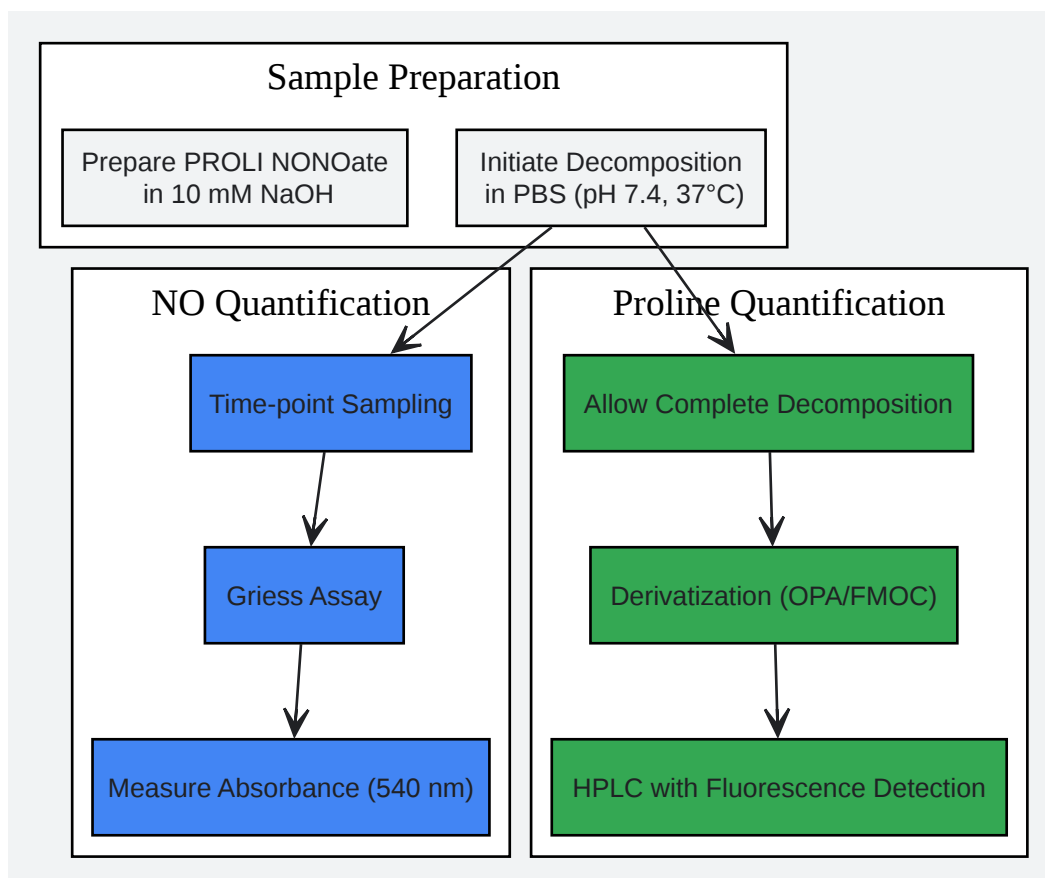 Sample Preparation
Prepare PROLI NONOate
in 10 mM NaOH
Initiate Decomposition
in PBS (pH 7.4, 37°C)
NO Quantification
Time-point Sampling
Griess Assay
Measure Absorbance (540 nm)
Proline Quantification
Allow Complete Decomposition
Derivatization (OPA/FMOC)
HPLC with Fluorescence Detection